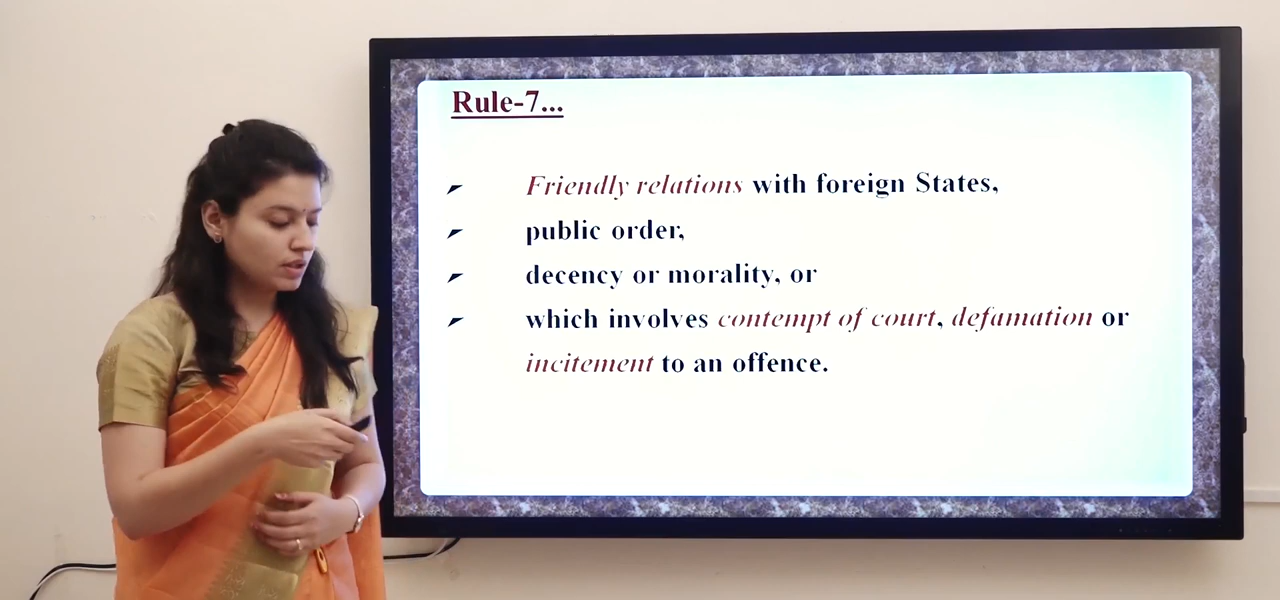 Rule-7...
Friendly relations with foreign States,
public order,
decency or morality, or
which involves contempt of court, defamation or
incitement to an offence.